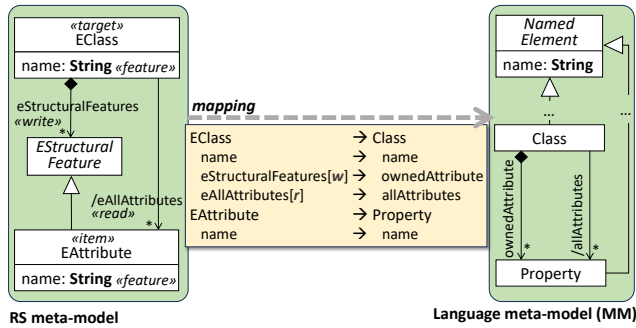 «target»
EClass
name: String «feature»
eStructuralFeatures
«write»
*
EStructural
Feature
/eAllAttributes
«read»
*
«item»
EAttribute
name: String «feature»
RS meta-model
mapping
EClass → Class
name → name
eStructuralFeatures[w] → ownedAttribute
eAllAttributes[r] → allAttributes
EAttribute → Property
name → name
Named
Element
name: String
...
...
Class
ownedAttribute
*
/allAttributes
*
Property
Language meta-model (MM)